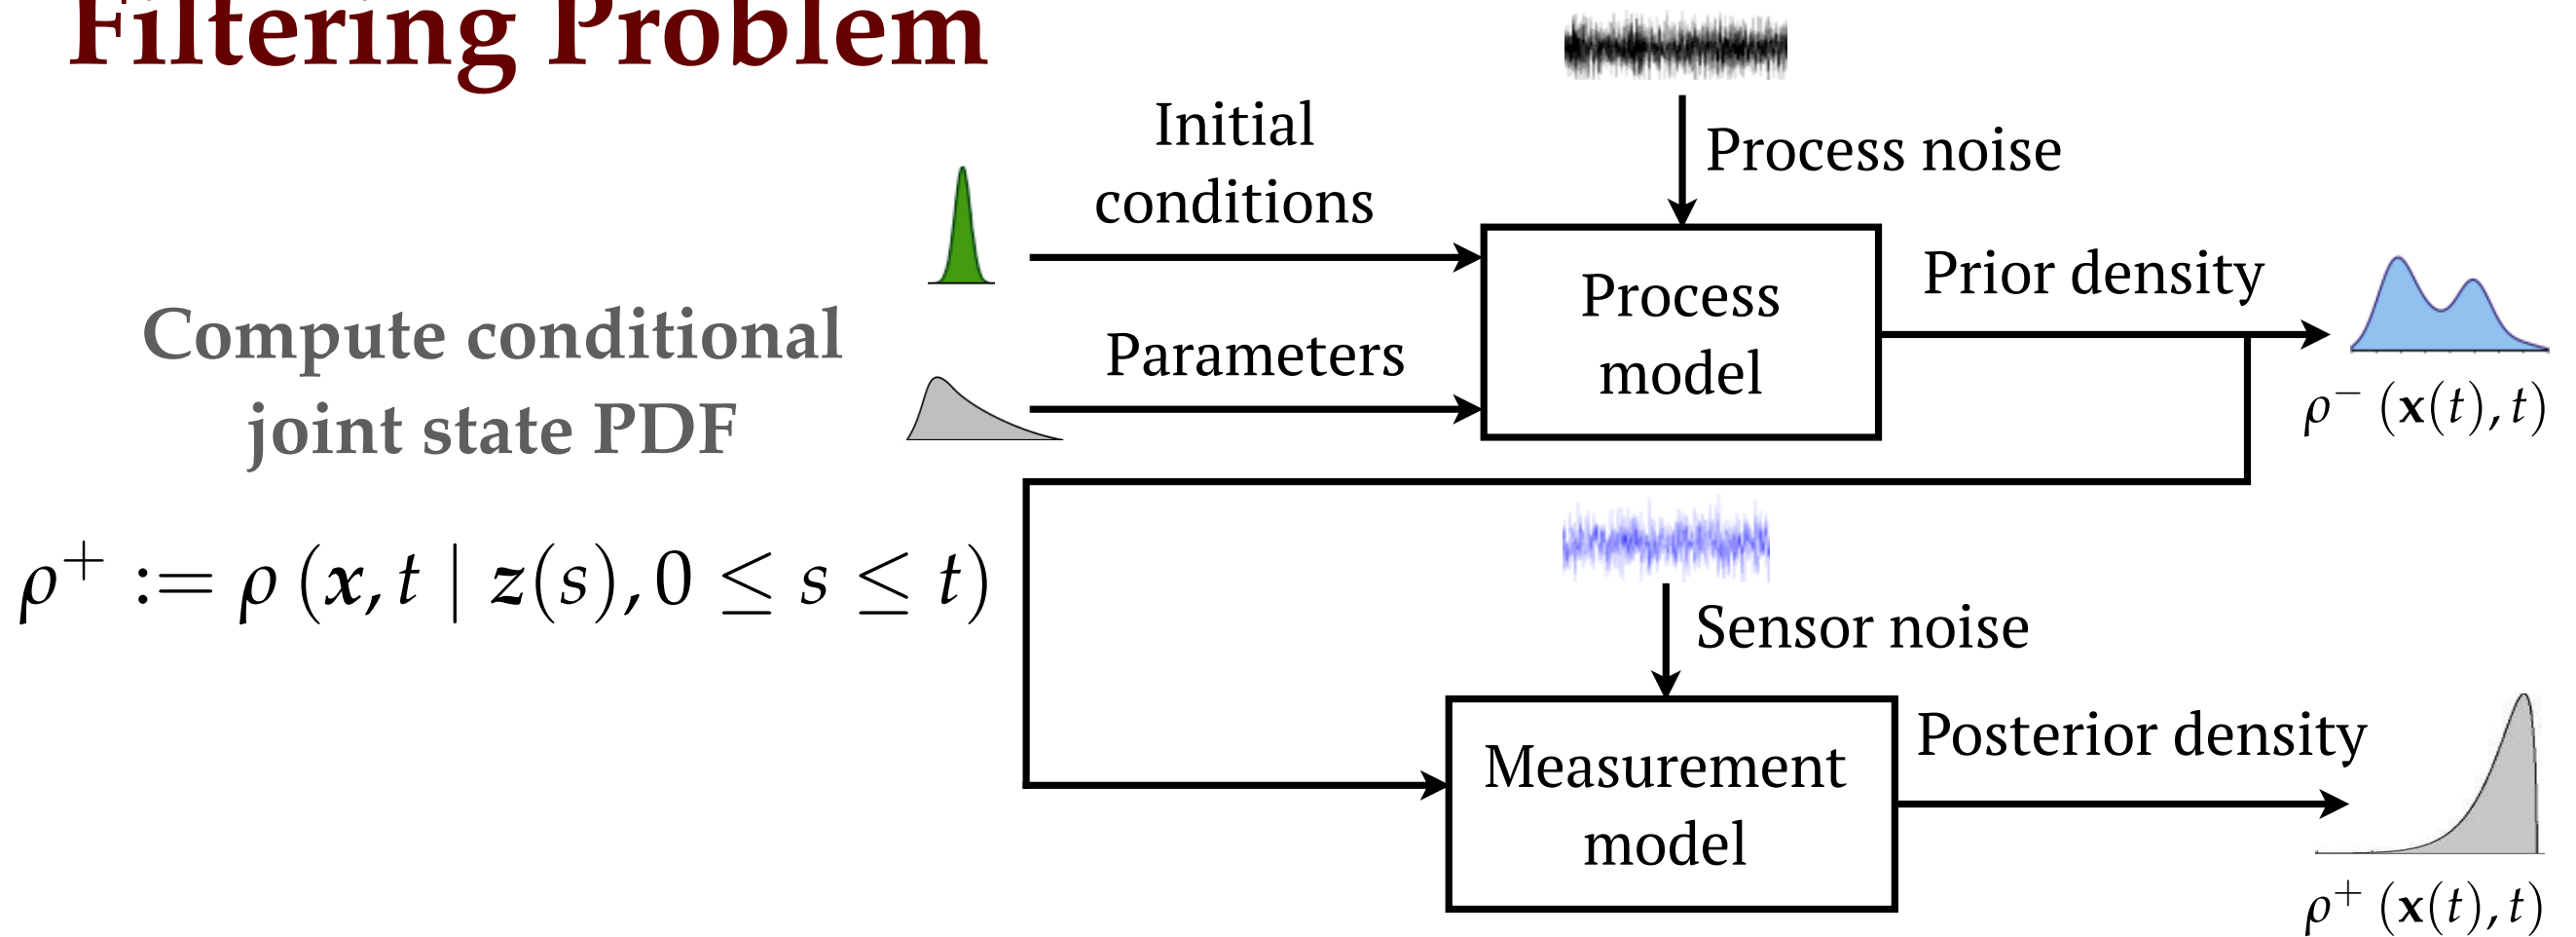 Filtering Problem
Compute conditional
joint state PDF
ρ⁺ := ρ (x, t | z(s), 0 ≤ s ≤ t)
Initial
conditions
Parameters
Process noise
Process
model
Prior density
ρ⁻ (x(t), t)
Sensor noise
Measurement
model
Posterior density
ρ⁺ (x(t), t)